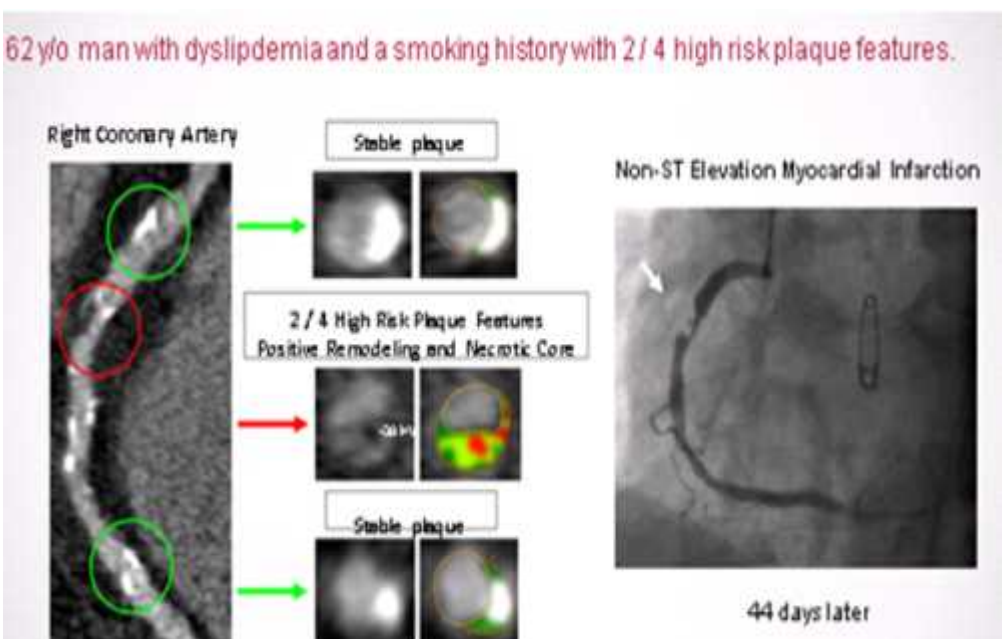 62 y/o man with dyslipdemia and a smoking history with 2 / 4 high risk plaque features.
Right Coronary Artery
Stable plaque
Non-ST Elevation Myocardial Infarction
2 / 4 High Risk Plaque Features
Positive Remodeling and Necrotic Core
Stable plaque
44 days later